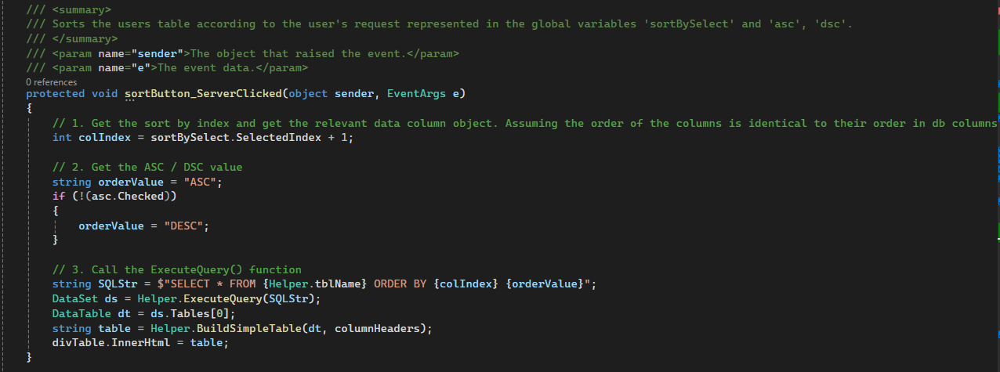 /// <summary>
/// Sorts the users table according to the user's request represented in the global variables 'sortBySelect' and 'asc', 'dsc'.
/// </summary>
/// <param name="sender">The object that raised the event.</param>
/// <param name="e">The event data.</param>
0 references
protected void sortButton_ServerClicked(object sender, EventArgs e)
{
// 1. Get the sort by index and get the relevant data column object. Assuming the order of the columns is identical to their order in db columns
int colIndex = sortBySelect.SelectedIndex + 1;
// 2. Get the ASC / DSC value
string orderValue = "ASC";
if (!(asc.Checked))
{
orderValue = "DESC";
}
// 3. Call the ExecuteQuery() function
string SQLStr = $"SELECT * FROM {Helper.tblName} ORDER BY {colIndex} {orderValue}";
DataSet ds = Helper.ExecuteQuery(SQLStr);
DataTable dt = ds.Tables[0];
string table = Helper.BuildSimpleTable(dt, columnHeaders);
divTable.InnerHtml = table;
}